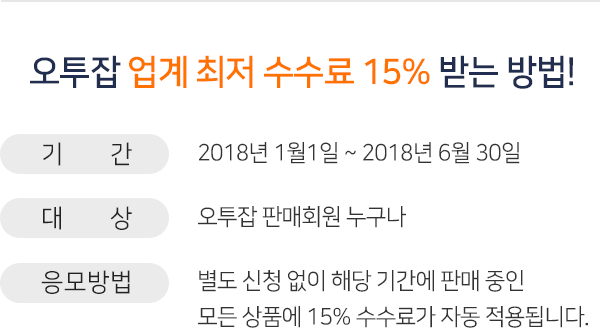 오투잡 업계 최저 수수료 15% 받는 방법!
기 간
2018년 1월1일 ~ 2018년 6월 30일
대 상
오투잡 판매회원 누구나
응모방법
별도 신청 없이 해당 기간에 판매 중인
모든 상품에 15% 수수료가 자동 적용됩니다.